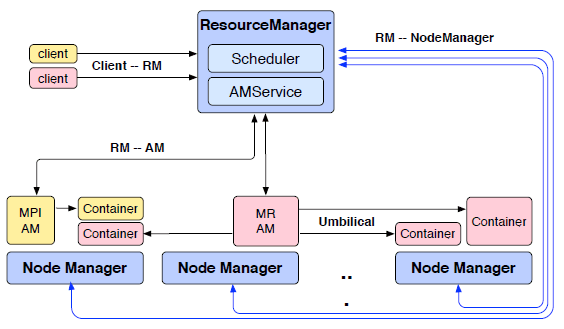 ResourceManager
client
client
Client -- RM
Scheduler
AMService
RM -- NodeManager
RM -- AM
MPI
AM
Container
Container
MR
AM
Umbilical
Container
Container
Node Manager
Node Manager
..
.
Node Manager